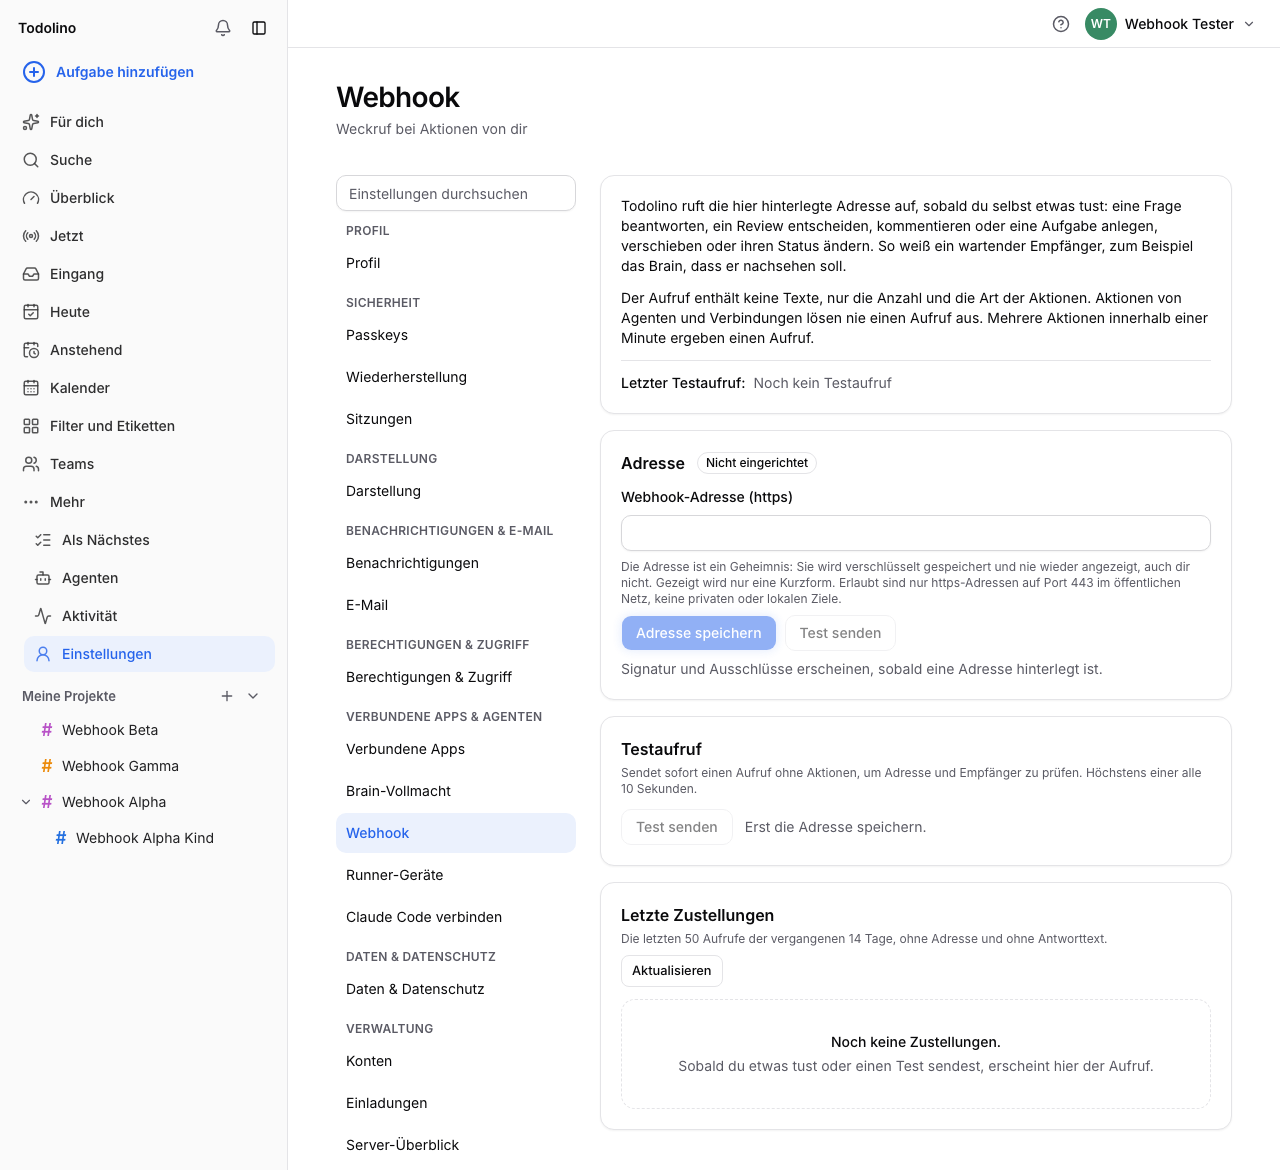 Todolino
Aufgabe hinzufügen
Für dich
Suche
Überblick
Jetzt
Eingang
Heute
Anstehend
Kalender
Filter und Etiketten
Teams
Mehr
Als Nächstes
Agenten
Aktivität
Einstellungen
Meine Projekte
# Webhook Beta
# Webhook Gamma
# Webhook Alpha
# Webhook Alpha Kind
WT Webhook Tester
Webhook
Weckruf bei Aktionen von dir
Einstellungen durchsuchen
PROFIL
Profil
SICHERHEIT
Passkeys
Wiederherstellung
Sitzungen
DARSTELLUNG
Darstellung
BENACHRICHTIGUNGEN & E-MAIL
Benachrichtigungen
E-Mail
BERECHTIGUNGEN & ZUGRIFF
Berechtigungen & Zugriff
VERBUNDENE APPS & AGENTEN
Verbundene Apps
Brain-Vollmacht
Webhook
Runner-Geräte
Claude Code verbinden
DATEN & DATENSCHUTZ
Daten & Datenschutz
VERWALTUNG
Konten
Einladungen
Server-Überblick
Todolino ruft die hier hinterlegte Adresse auf, sobald du selbst etwas tust: eine Frage
beantworten, ein Review entscheiden, kommentieren oder eine Aufgabe anlegen,
verschieben oder ihren Status ändern. So weiß ein wartender Empfänger, zum Beispiel
das Brain, dass er nachsehen soll.
Der Aufruf enthält keine Texte, nur die Anzahl und die Art der Aktionen. Aktionen von
Agenten und Verbindungen lösen nie einen Aufruf aus. Mehrere Aktionen innerhalb einer
Minute ergeben einen Aufruf.
Letzter Testaufruf: Noch kein Testaufruf
Adresse Nicht eingerichtet
Webhook-Adresse (https)
Die Adresse ist ein Geheimnis: Sie wird verschlüsselt gespeichert und nie wieder angezeigt, auch dir
nicht. Gezeigt wird nur eine Kurzform. Erlaubt sind nur https-Adressen auf Port 443 im öffentlichen
Netz, keine privaten oder lokalen Ziele.
Adresse speichern Test senden
Signatur und Ausschlüsse erscheinen, sobald eine Adresse hinterlegt ist.
Testaufruf
Sendet sofort einen Aufruf ohne Aktionen, um Adresse und Empfänger zu prüfen. Höchstens einer alle
10 Sekunden.
Test senden Erst die Adresse speichern.
Letzte Zustellungen
Die letzten 50 Aufrufe der vergangenen 14 Tage, ohne Adresse und ohne Antworttext.
Aktualisieren
Noch keine Zustellungen.
Sobald du etwas tust oder einen Test sendest, erscheint hier der Aufruf.